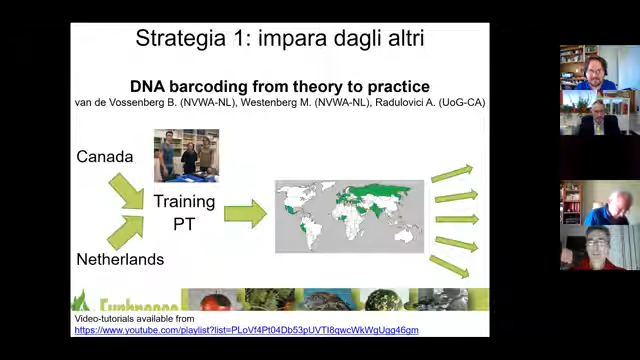 Strategia 1: impara dagli altri
DNA barcoding from theory to practice
van de Vossenberg B. (NVWA-NL), Westenberg M. (NVWA-NL), Radulovici A. (UoG-CA)
Canada
Training
PT
Netherlands
Video-tutorials available from
https://www.youtube.com/playlist?list=PLoVf4Pt04Db53pUVTI8qwcWkWgUgg46gm